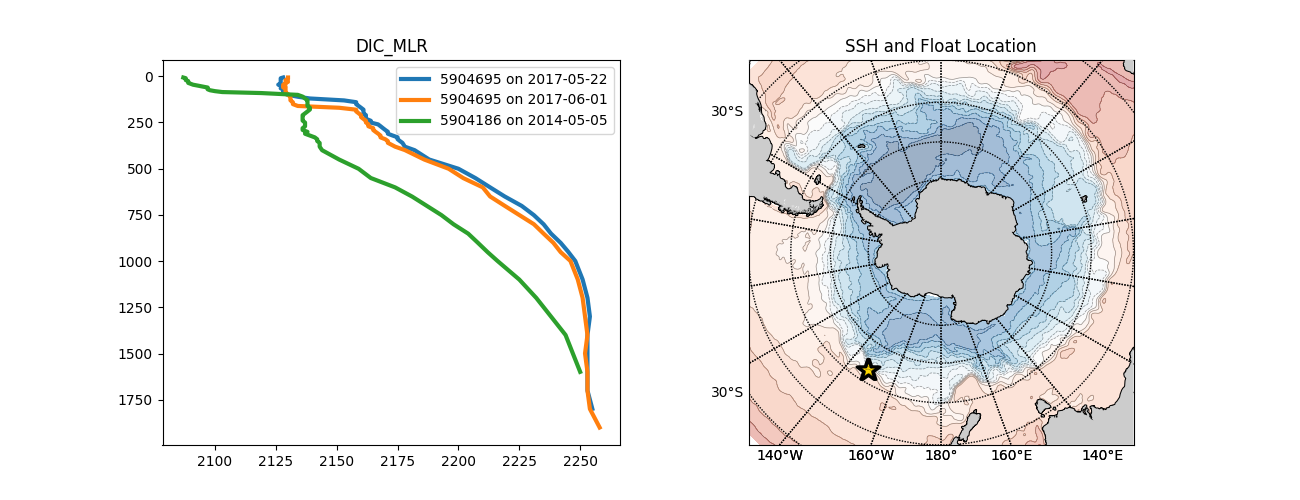 DIC_MLR
0
250
500
750
1000
1250
1500
1750
2100
2125
2150
2175
2200
2225
2250
5904695 on 2017-05-22
5904695 on 2017-06-01
5904186 on 2014-05-05
SSH and Float Location
30°S
30°S
140°W
160°W
180°
160°E
140°E